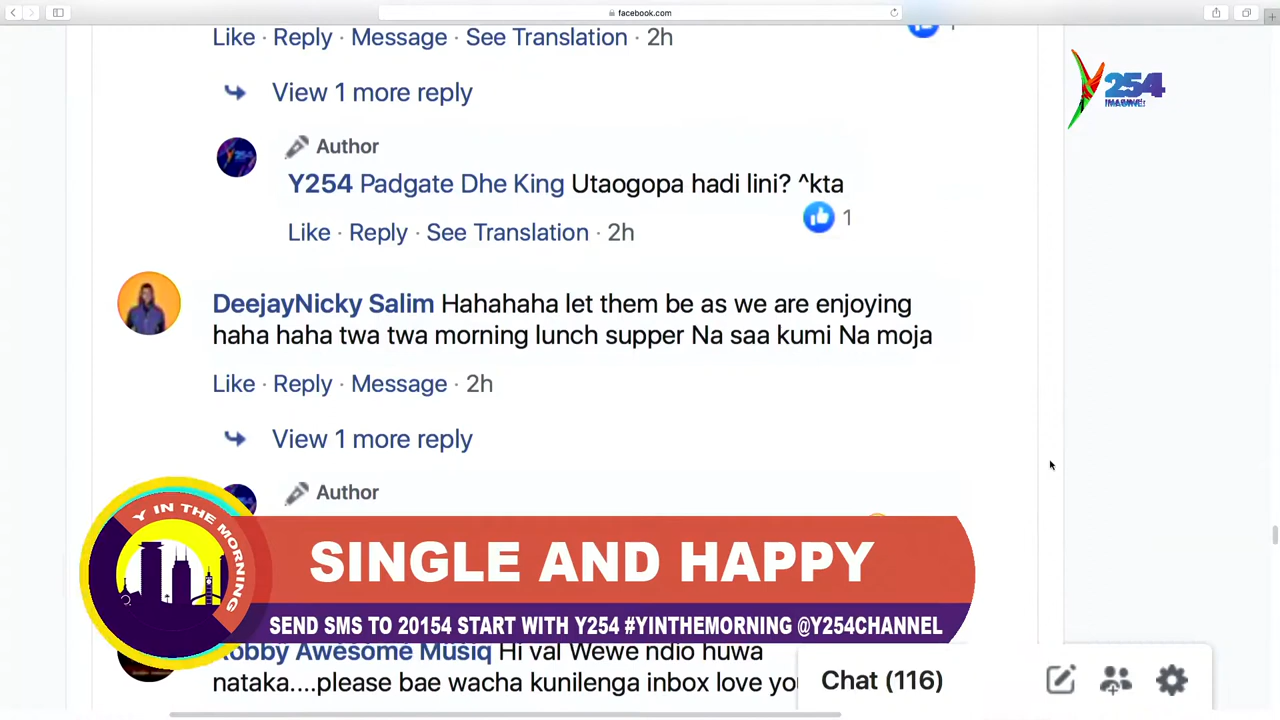 facebook.com
Like · Reply · Message · See Translation · 2h
View 1 more reply
Y254
IMAGINE!
Author
Y254 Padgate Dhe King Utaogopa hadi lini? ^kta
1
Like · Reply · See Translation · 2h
DeejayNicky Salim Hahahaha let them be as we are enjoying
haha haha twa twa morning lunch supper Na saa kumi Na moja
Like · Reply · Message · 2h
View 1 more reply
Author
Y IN THE MORNING
SINGLE AND HAPPY
SEND SMS TO 20154 START WITH Y254 #YINTHEMORNING @Y254CHANNEL
Awesome Musiq Hi val Wewe ndio huwa
nataka....please bae wacha kunilenga inbox love
Chat (116)